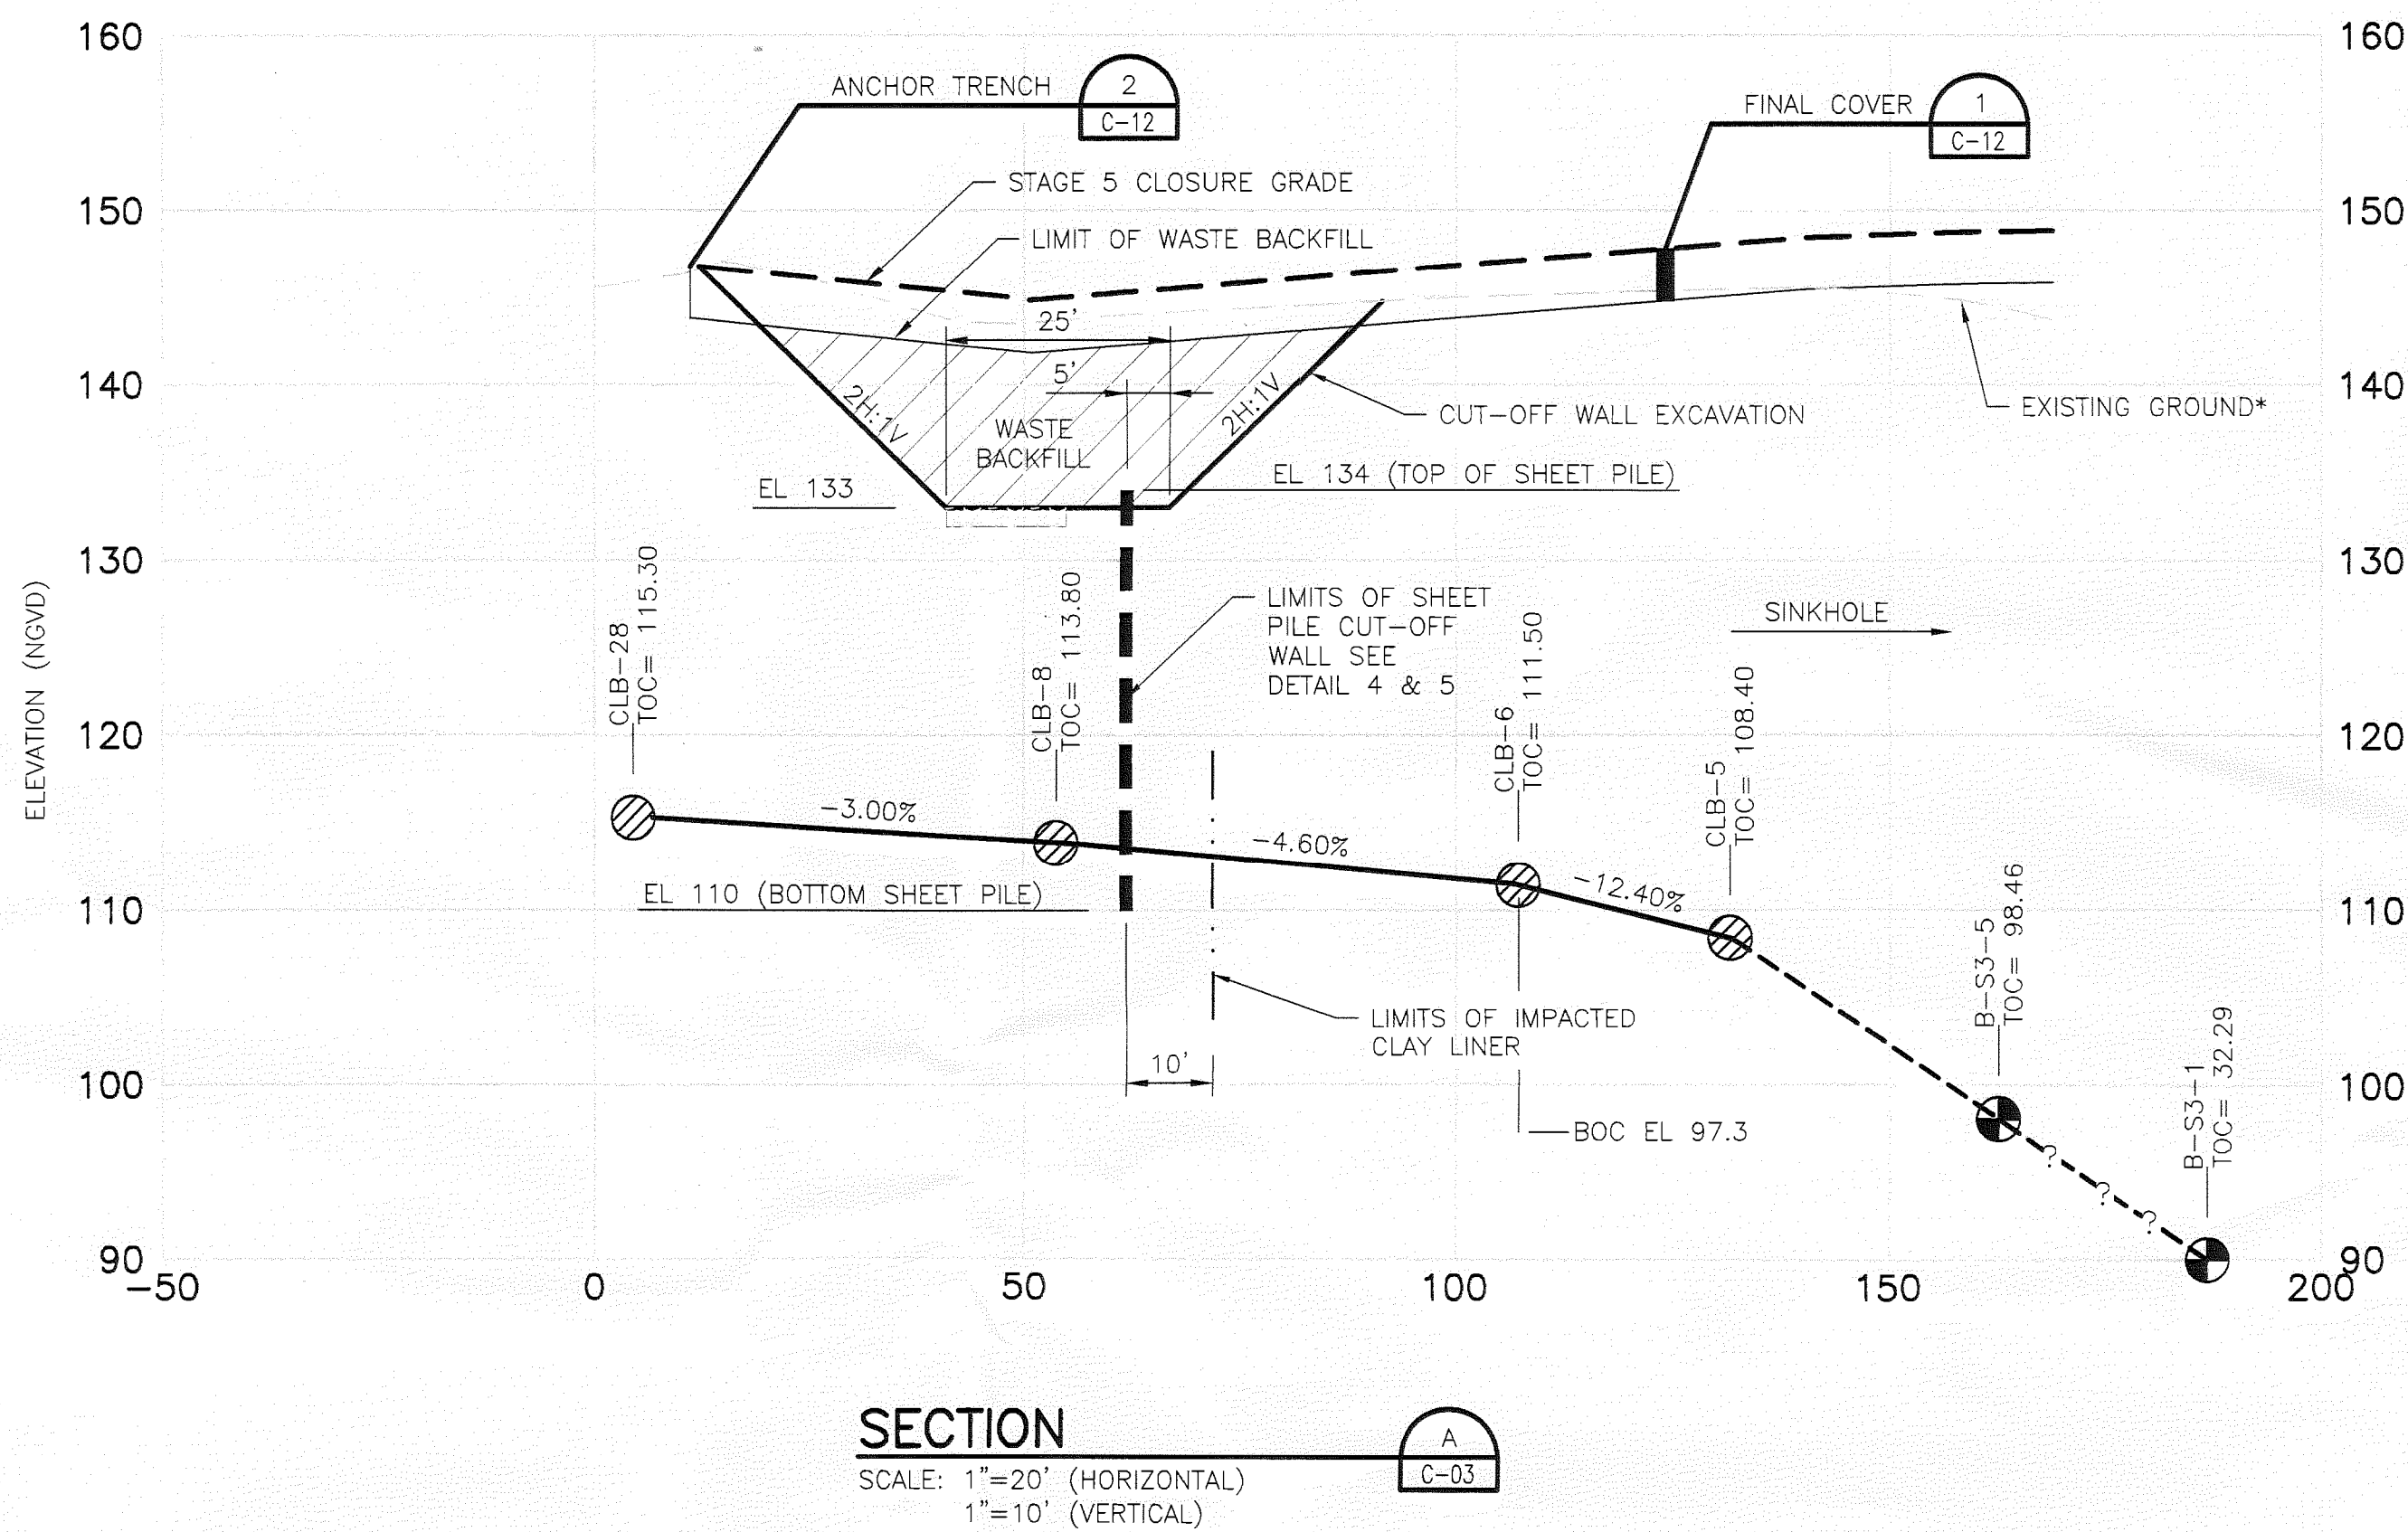 160
160
ANCHOR TRENCH
2
C-12
FINAL COVER
1
C-12
STAGE 5 CLOSURE GRADE
LIMIT OF WASTE BACKFILL
150
150
25'
5'
140
140
2H:1V
2H:1V
WASTE
BACKFILL
CUT-OFF WALL EXCAVATION
EXISTING GROUND*
EL 133
EL 134 (TOP OF SHEET PILE)
130
130
ELEVATION (NGVD)
CLB-28
TOC= 115.30
CLB-8
TOC= 113.80
LIMITS OF SHEET
PILE CUT-OFF
WALL SEE
DETAIL 4 & 5
SINKHOLE
CLB-6
TOC= 111.50
CLB-5
TOC= 108.40
120
120
-3.00%
-4.60%
-12.40%
EL 110 (BOTTOM SHEET PILE)
110
110
B-S3-5
TOC= 98.46
B-S3-1
TOC= 32.29
LIMITS OF IMPACTED
CLAY LINER
10'
100
100
BOC EL 97.3
?
?
?
90
90
-50
0
50
100
150
200
SECTION
A
C-03
SCALE: 1"=20' (HORIZONTAL)
1"=10' (VERTICAL)